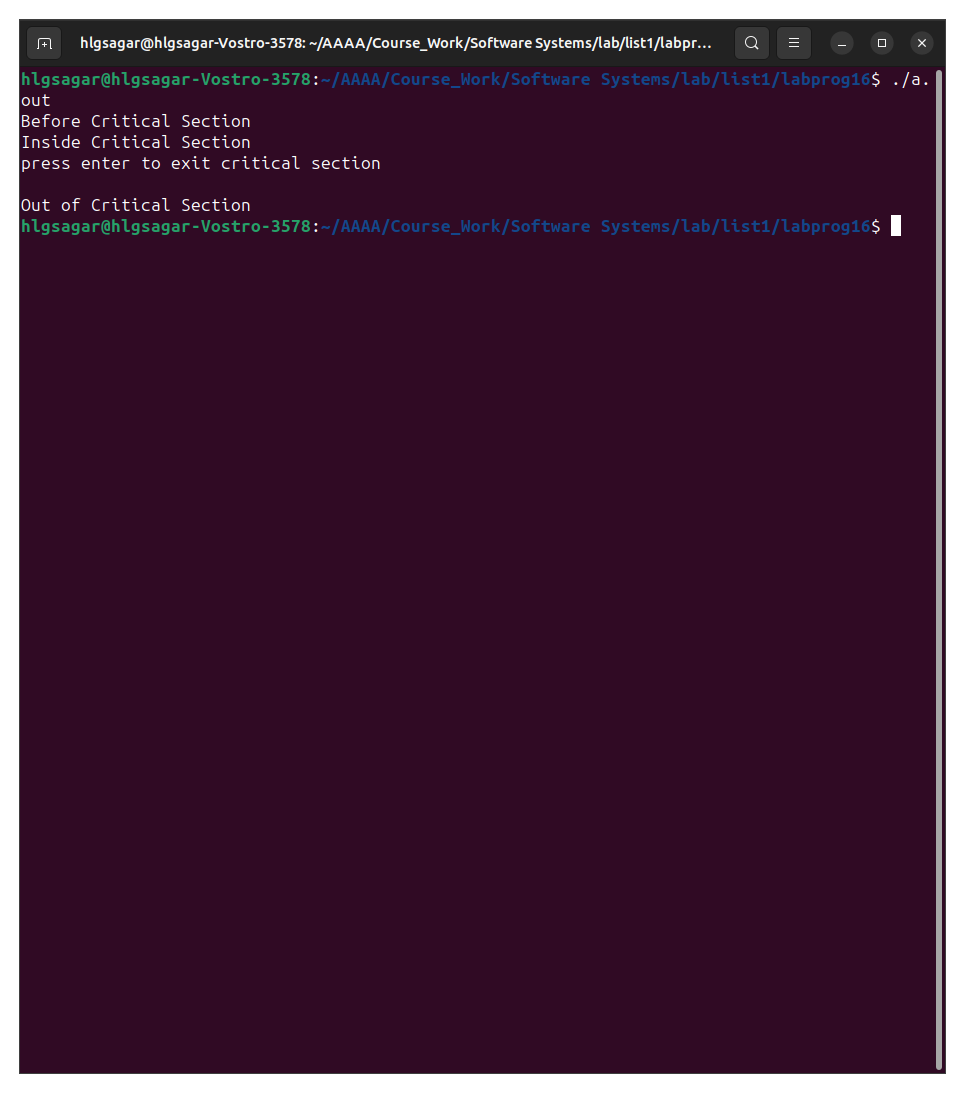 hlgsagar@hlgsagar-Vostro-3578: ~/AAAA/Course_Work/Software Systems/lab/list1/labpr...
hlgsagar@hlgsagar-Vostro-3578:~/AAAA/Course_Work/Software Systems/lab/list1/labprog16$ ./a.
out
Before Critical Section
Inside Critical Section
press enter to exit critical section
Out of Critical Section
hlgsagar@hlgsagar-Vostro-3578:~/AAAA/Course_Work/Software Systems/lab/list1/labprog16$